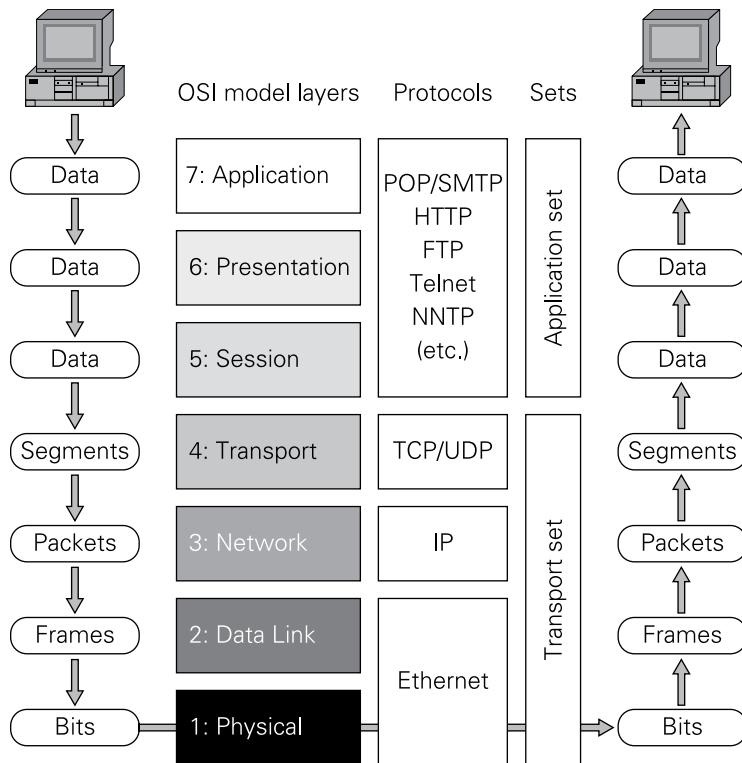 OSI model layers Protocols Sets
Data 7: Application Data
POP/SMTP
HTTP
FTP
Telnet
NNTP
(etc.)
Application set
Data 6: Presentation Data
Data 5: Session Data
Segments 4: Transport TCP/UDP Segments
Transport set
Packets 3: Network IP Packets
Frames 2: Data Link Frames
Ethernet
Bits 1: Physical Bits